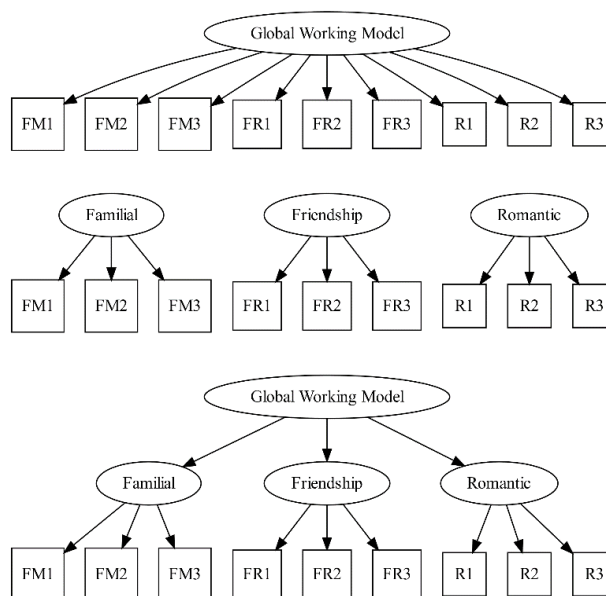 Global Working Model
FM1 FM2 FM3 FR1 FR2 FR3 R1 R2 R3
Familial Friendship Romantic
FM1 FM2 FM3 FR1 FR2 FR3 R1 R2 R3
Global Working Model
Familial Friendship Romantic
FM1 FM2 FM3 FR1 FR2 FR3 R1 R2 R3